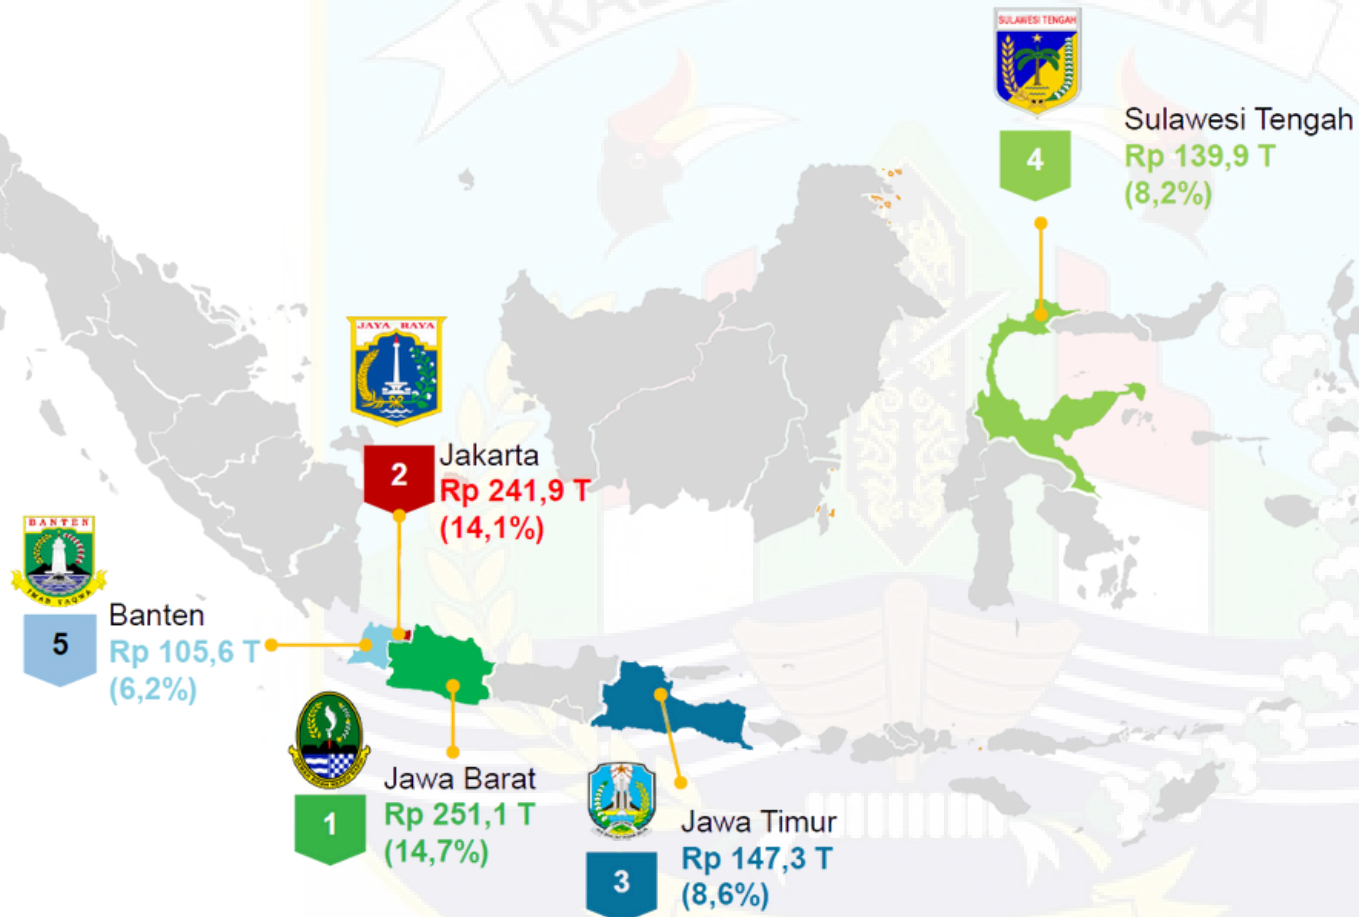 SULAWESI TENGAH
4
Sulawesi Tengah
Rp 139,9 T
(8,2%)
JAYA RAYA
2
Jakarta
Rp 241,9 T
(14,1%)
BANTEN
IMAN TAQWA
5
Banten
Rp 105,6 T
(6,2%)
1
Jawa Barat
Rp 251,1 T
(14,7%)
3
Jawa Timur
Rp 147,3 T
(8,6%)